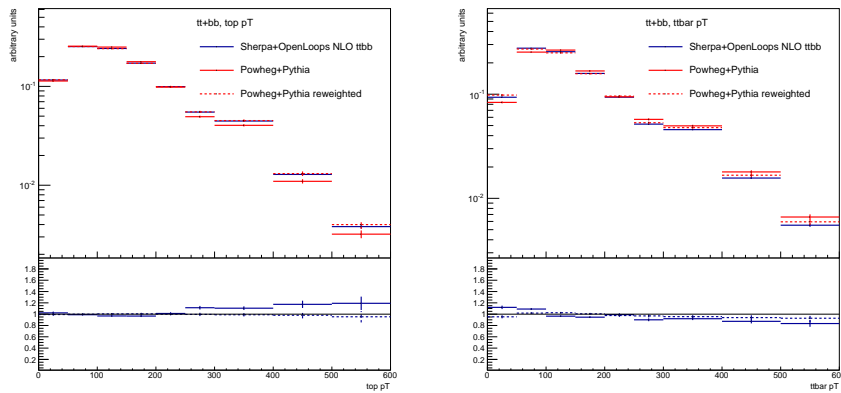 tt+bb, top pT
arbitrary units
Sherpa+OpenLoops NLO ttbb
Powheg+Pythia
Powheg+Pythia reweighted
10⁻¹
10⁻²
1.8
1.6
1.4
1.2
1.0
0.8
0.6
0.4
0.2
0 100 200 300 400 500 600
top pT
tt+bb, ttbar pT
arbitrary units
Sherpa+OpenLoops NLO ttbb
Powheg+Pythia
Powheg+Pythia reweighted
10⁻¹
10⁻²
1.8
1.6
1.4
1.2
1.0
0.8
0.6
0.4
0.2
0 100 200 300 400 500 60
ttbar pT